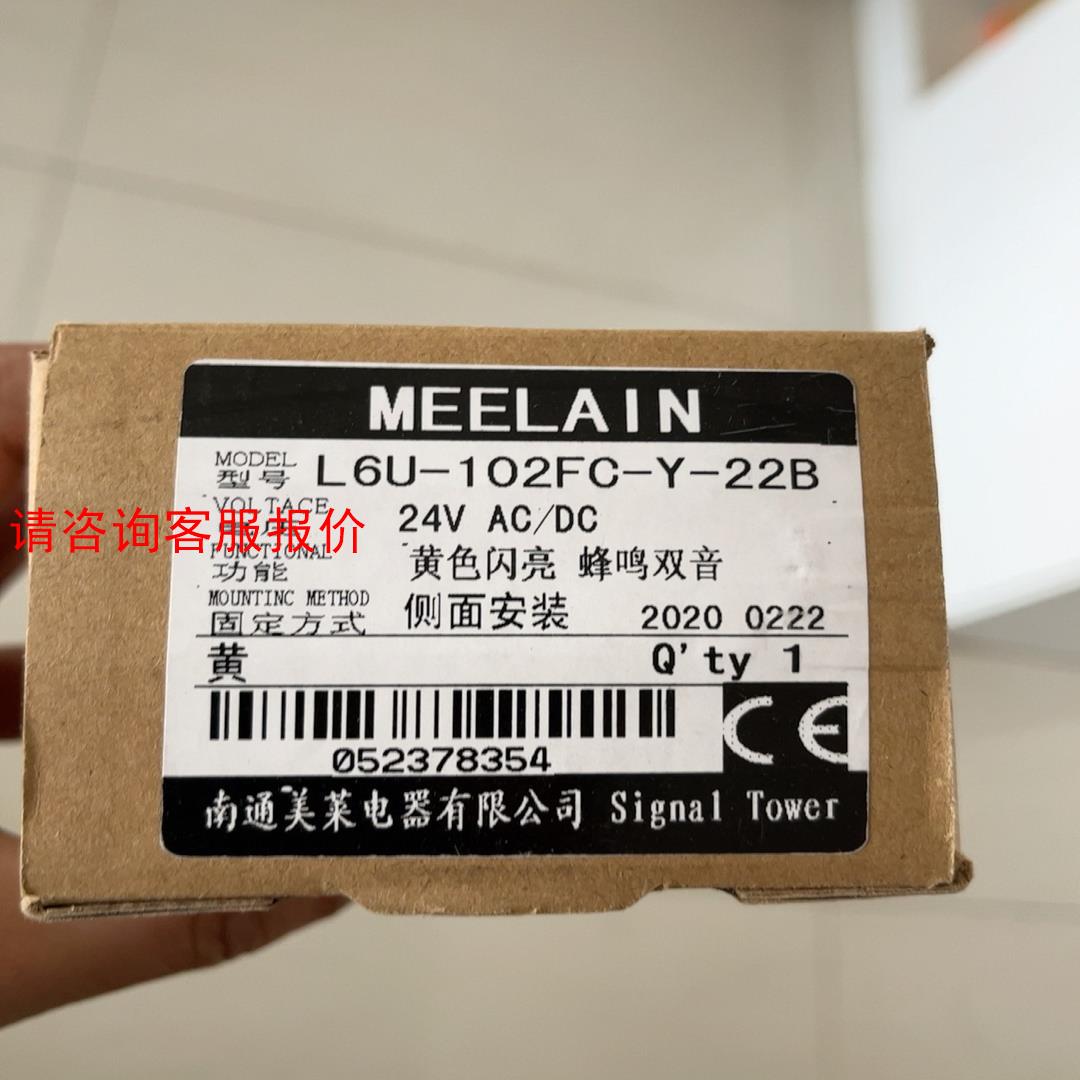 MEELAIN
MODEL
型号 L6U-102FC-Y-22B
VOLTAGE
24V AC/DC
请咨询客服报价
FUNCTIONAL
功能 黄色闪亮 蜂鸣双音
MOUNTINC METHOD
固定方式 侧面安装 2020 0222
黄 Q'ty 1
052378354
CE
南通美莱电器有限公司 Signal Tower